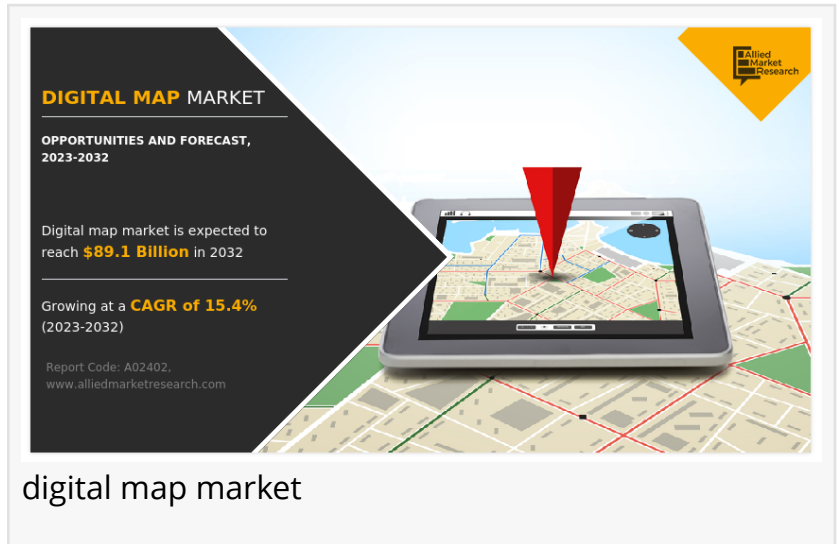 Allied
Market
Research
DIGITAL MAP MARKET
OPPORTUNITIES AND FORECAST,
2023-2032
Digital map market is expected to
reach $89.1 Billion in 2032
Growing at a CAGR of 15.4%
(2023-2032)
Report Code: A02402,
www.alliedmarketresearch.com
digital map market